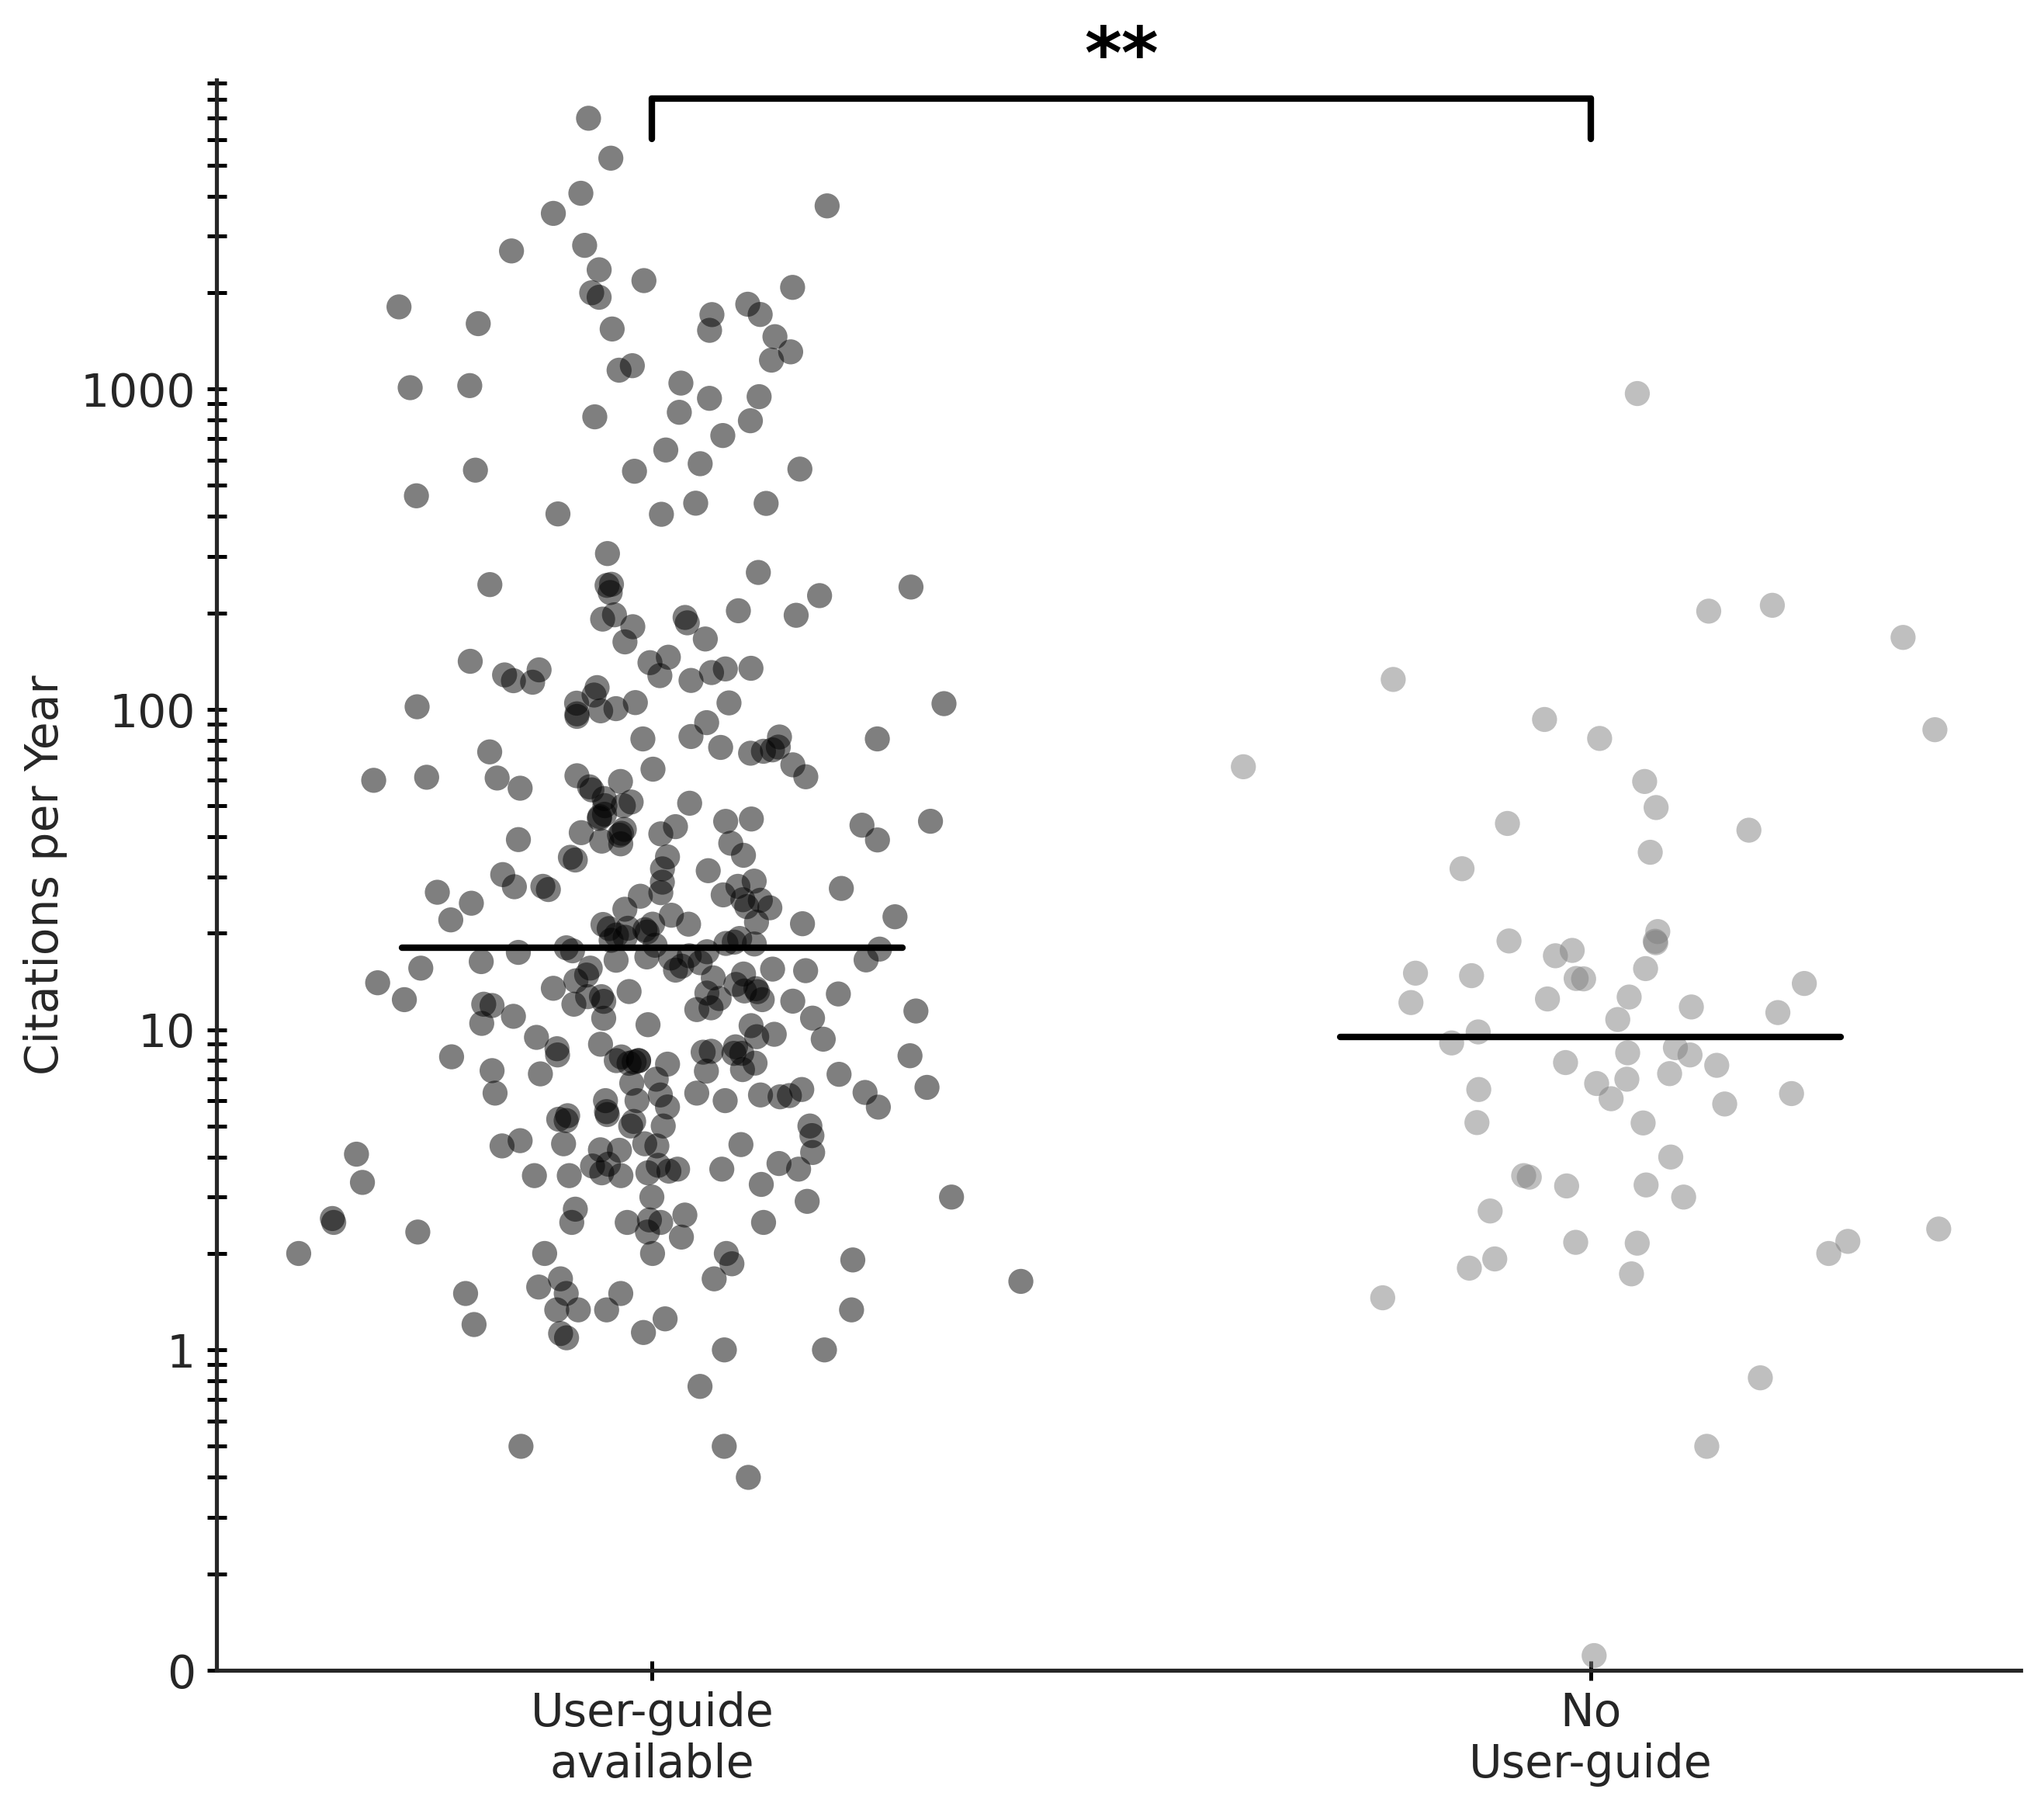 **
Citations per Year
1000
100
10
1
0
User-guide
available
No
User-guide